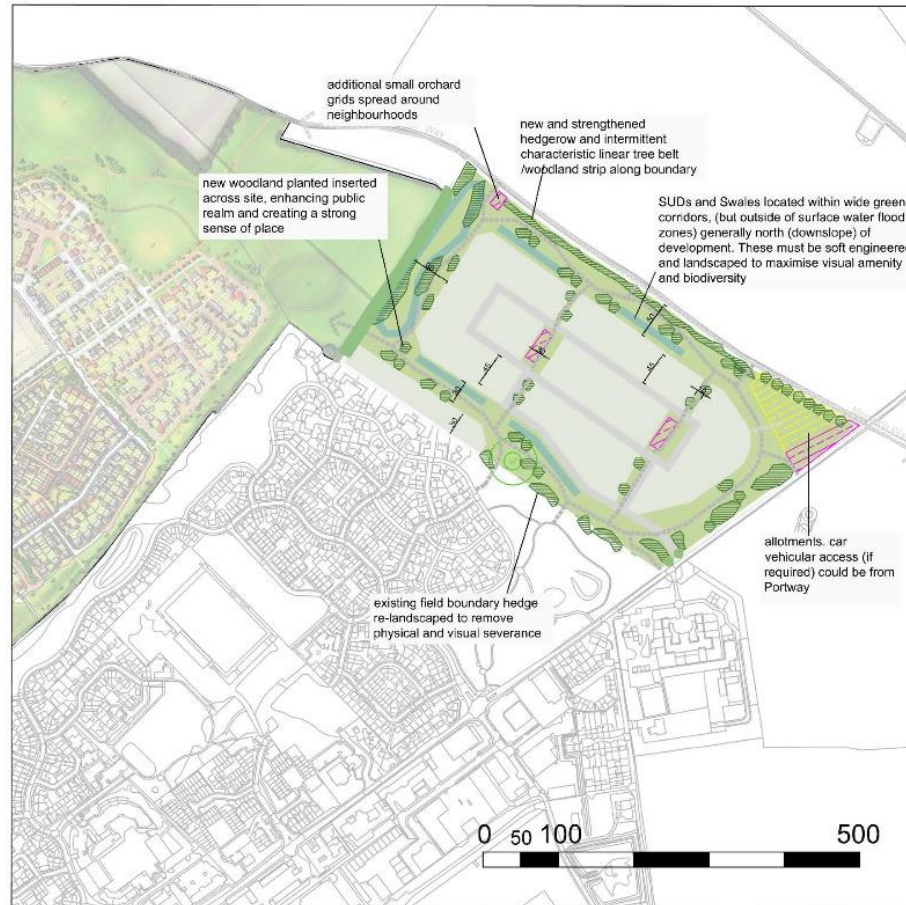 additional small orchard
grids spread around
neighbourhoods
new and strengthened
hedgerow and intermittent
characteristic linear tree belt
/woodland strip along boundary
new woodland planted inserted
across site, enhancing public
realm and creating a strong
sense of place
SUDs and Swales located within wide green
corridors, (but outside of surface water flood
zones) generally north (downslope) of
development. These must be soft engineered
and landscaped to maximise visual amenity
and biodiversity
45
45
30
30
50
allotments. car
vehicular access (if
required) could be from
Portway
existing field boundary hedge
re-landscaped to remove
physical and visual severance
0 50 100 500